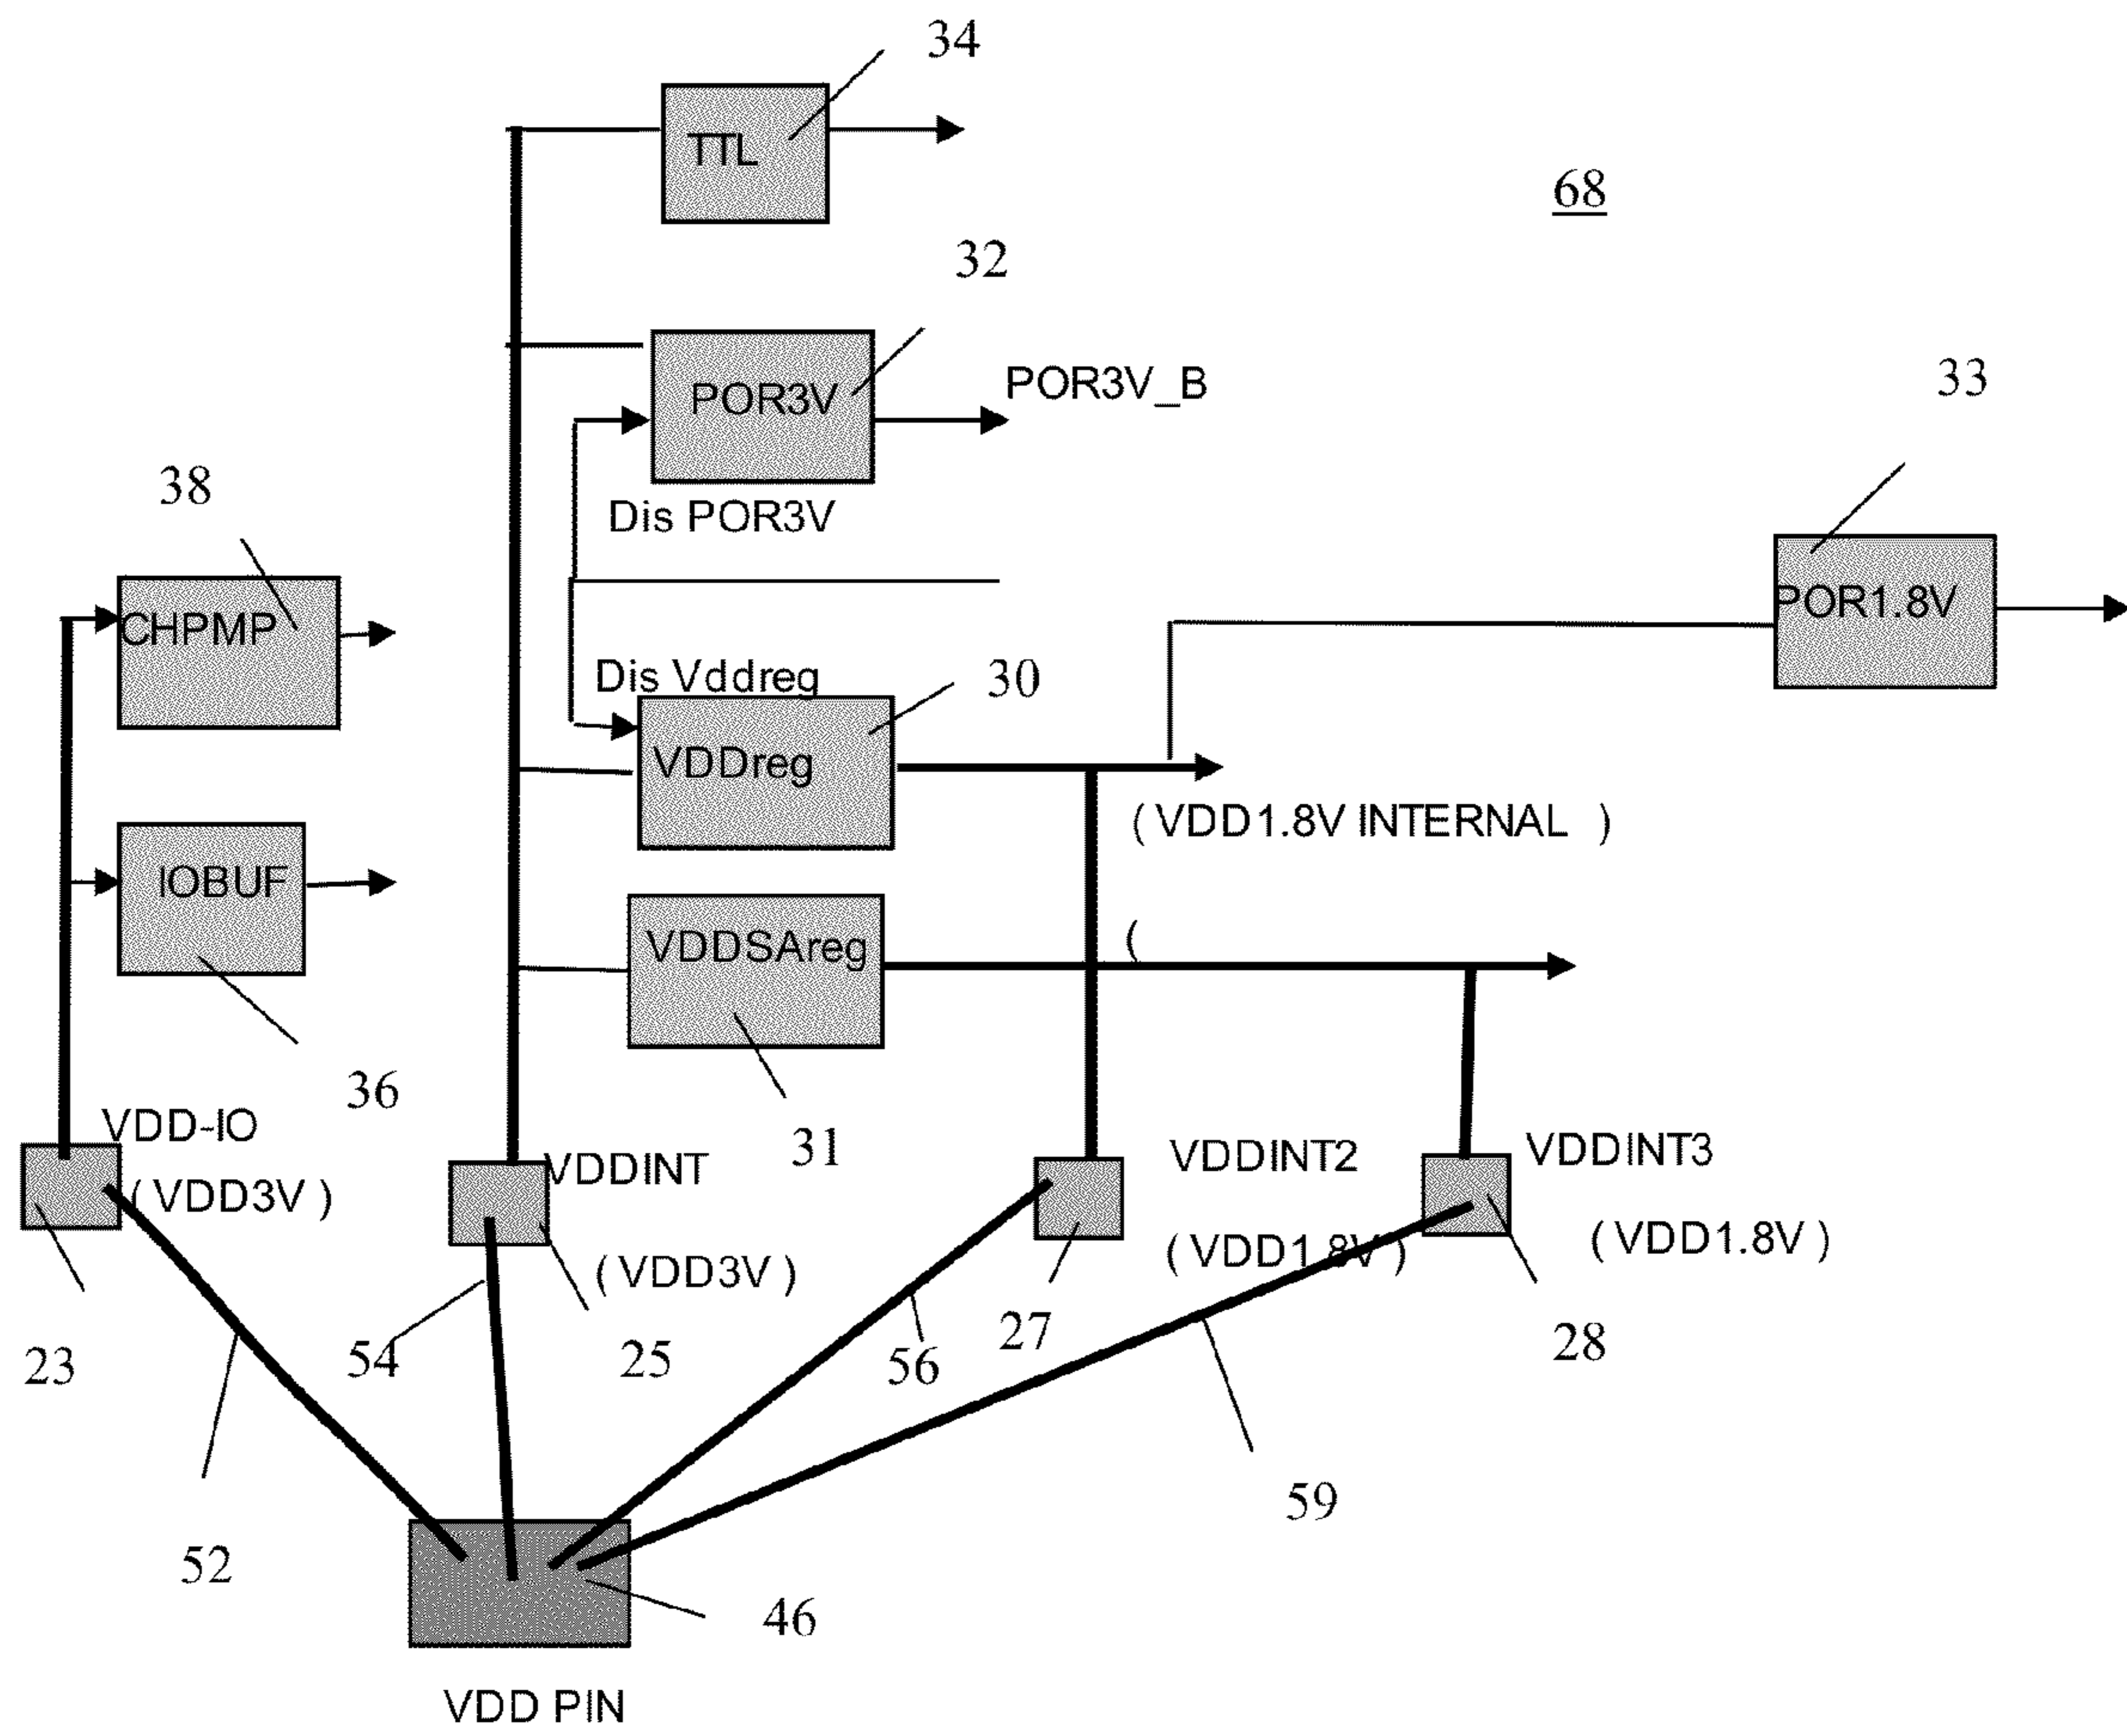 34
TTL
68
32
POR3V
POR3V_B
33
38
Dis POR3V
CHPMP
POR1.8V
Dis Vddreg
30
VDDreg
( VDD1.8V INTERNAL )
IOBUF
VDDSAreg
(
36
31
VDD-IO
( VDD3V )
VDDINT
( VDD3V )
VDDINT2
( VDD1.8V )
VDDINT3
( VDD1.8V )
23
54
25
56
27
28
59
52
46
VDD PIN